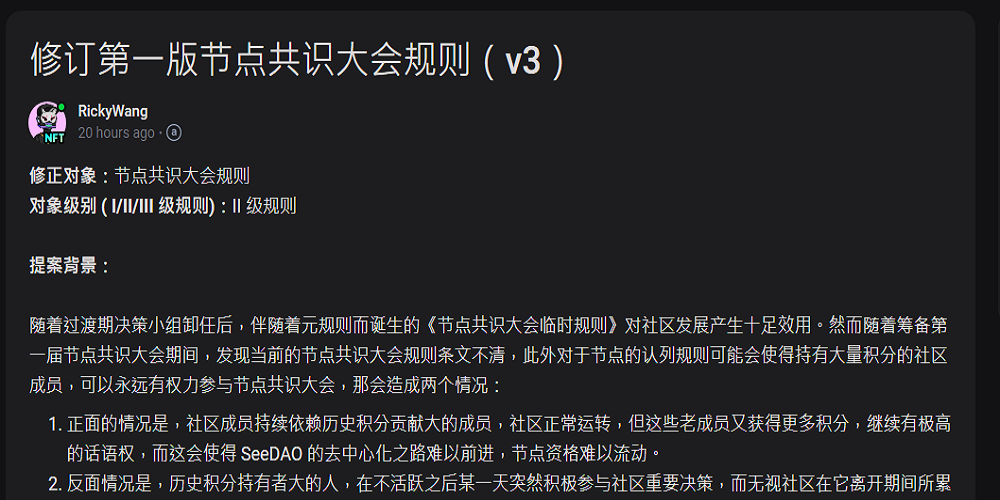 修订第一版节点共识大会规则（v3）
RickyWang
20 hours ago · ⓐ
NFT
修正对象：节点共识大会规则
对象级别 ( I/II/III 级规则)：II 级规则
提案背景：
随着过渡期决策小组卸任后，伴随着元规则而诞生的《节点共识大会临时规则》对社区发展产生十足效用。然而随着筹备第
一届节点共识大会期间，发现当前的节点共识大会规则条文不清，此外对于节点的认列规则可能会使得持有大量积分的社区
成员，可以永远有权力参与节点共识大会，那会造成两个情况：
1. 正面的情况是，社区成员持续依赖历史积分贡献大的成员，社区正常运转，但这些老成员又获得更多积分，继续有极高
的话语权，而这会使得 SeeDAO 的去中心化之路难以前进，节点资格难以流动。
2. 反面情况是，历史积分持有者大的人，在不活跃之后某一天突然积极参与社区重要决策，而无视社区在它离开期间所累